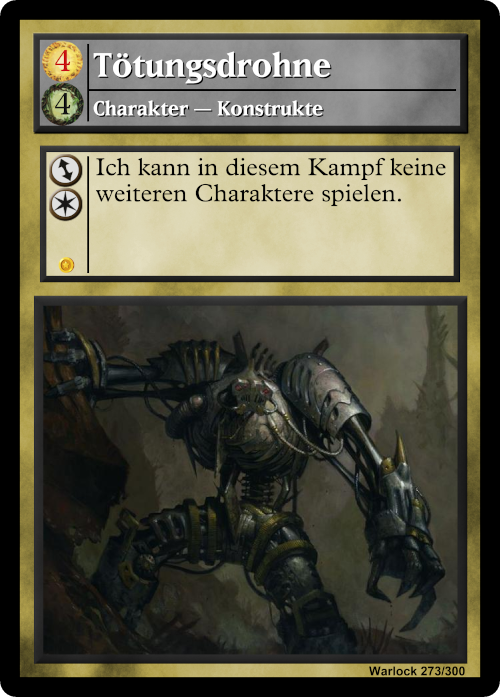 4 Tötungsdrohne
4 Charakter — Konstrukte
Ich kann in diesem Kampf keine
weiteren Charaktere spielen.
Warlock 273/300